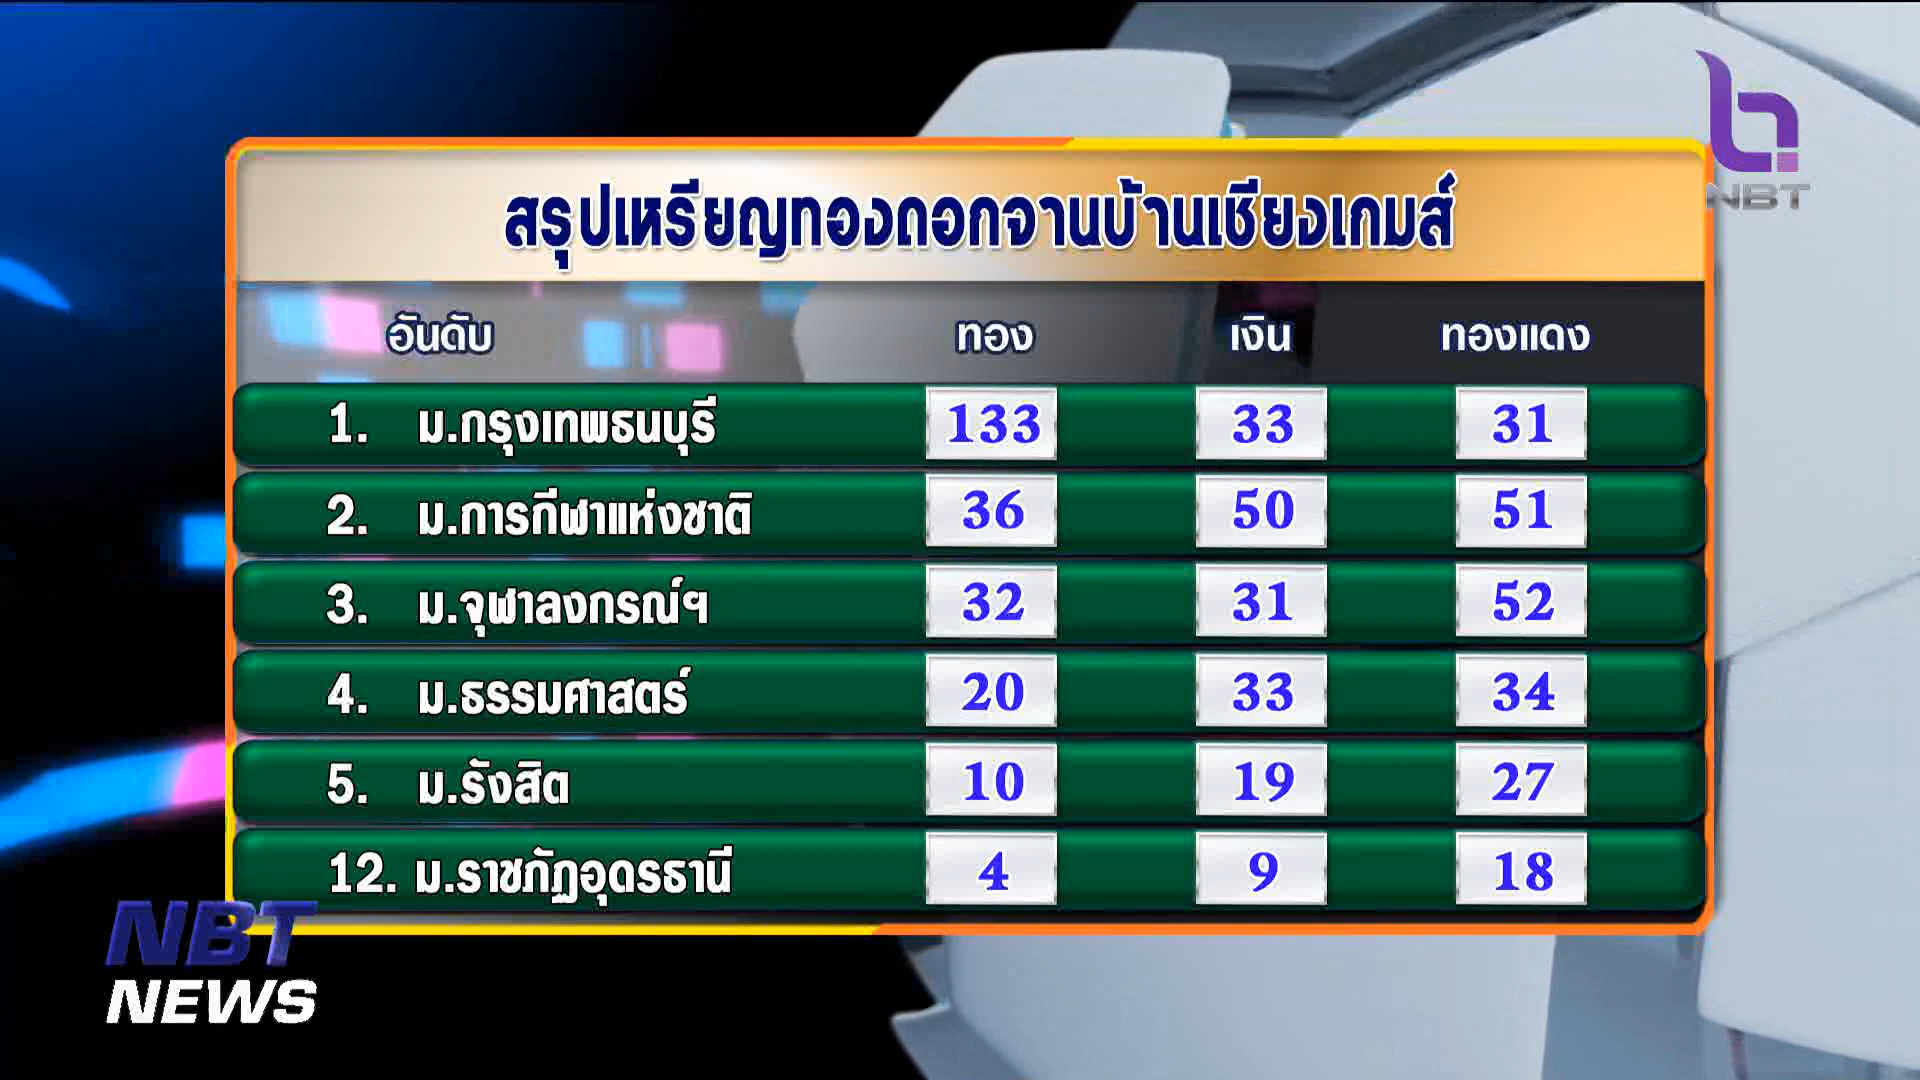 NBT
สรุปเหรียญทองดอกจานบ้านเชียงเกมส์
อันดับ ทอง เงิน ทองแดง
1. ม.กรุงเทพธนบุรี 133 33 31
2. ม.การกีฬาแห่งชาติ 36 50 51
3. ม.จุฬาลงกรณ์ฯ 32 31 52
4. ม.ธรรมศาสตร์ 20 33 34
5. ม.รังสิต 10 19 27
12. ม.ราชภัฏอุดรธานี 4 9 18
NBT
NEWS